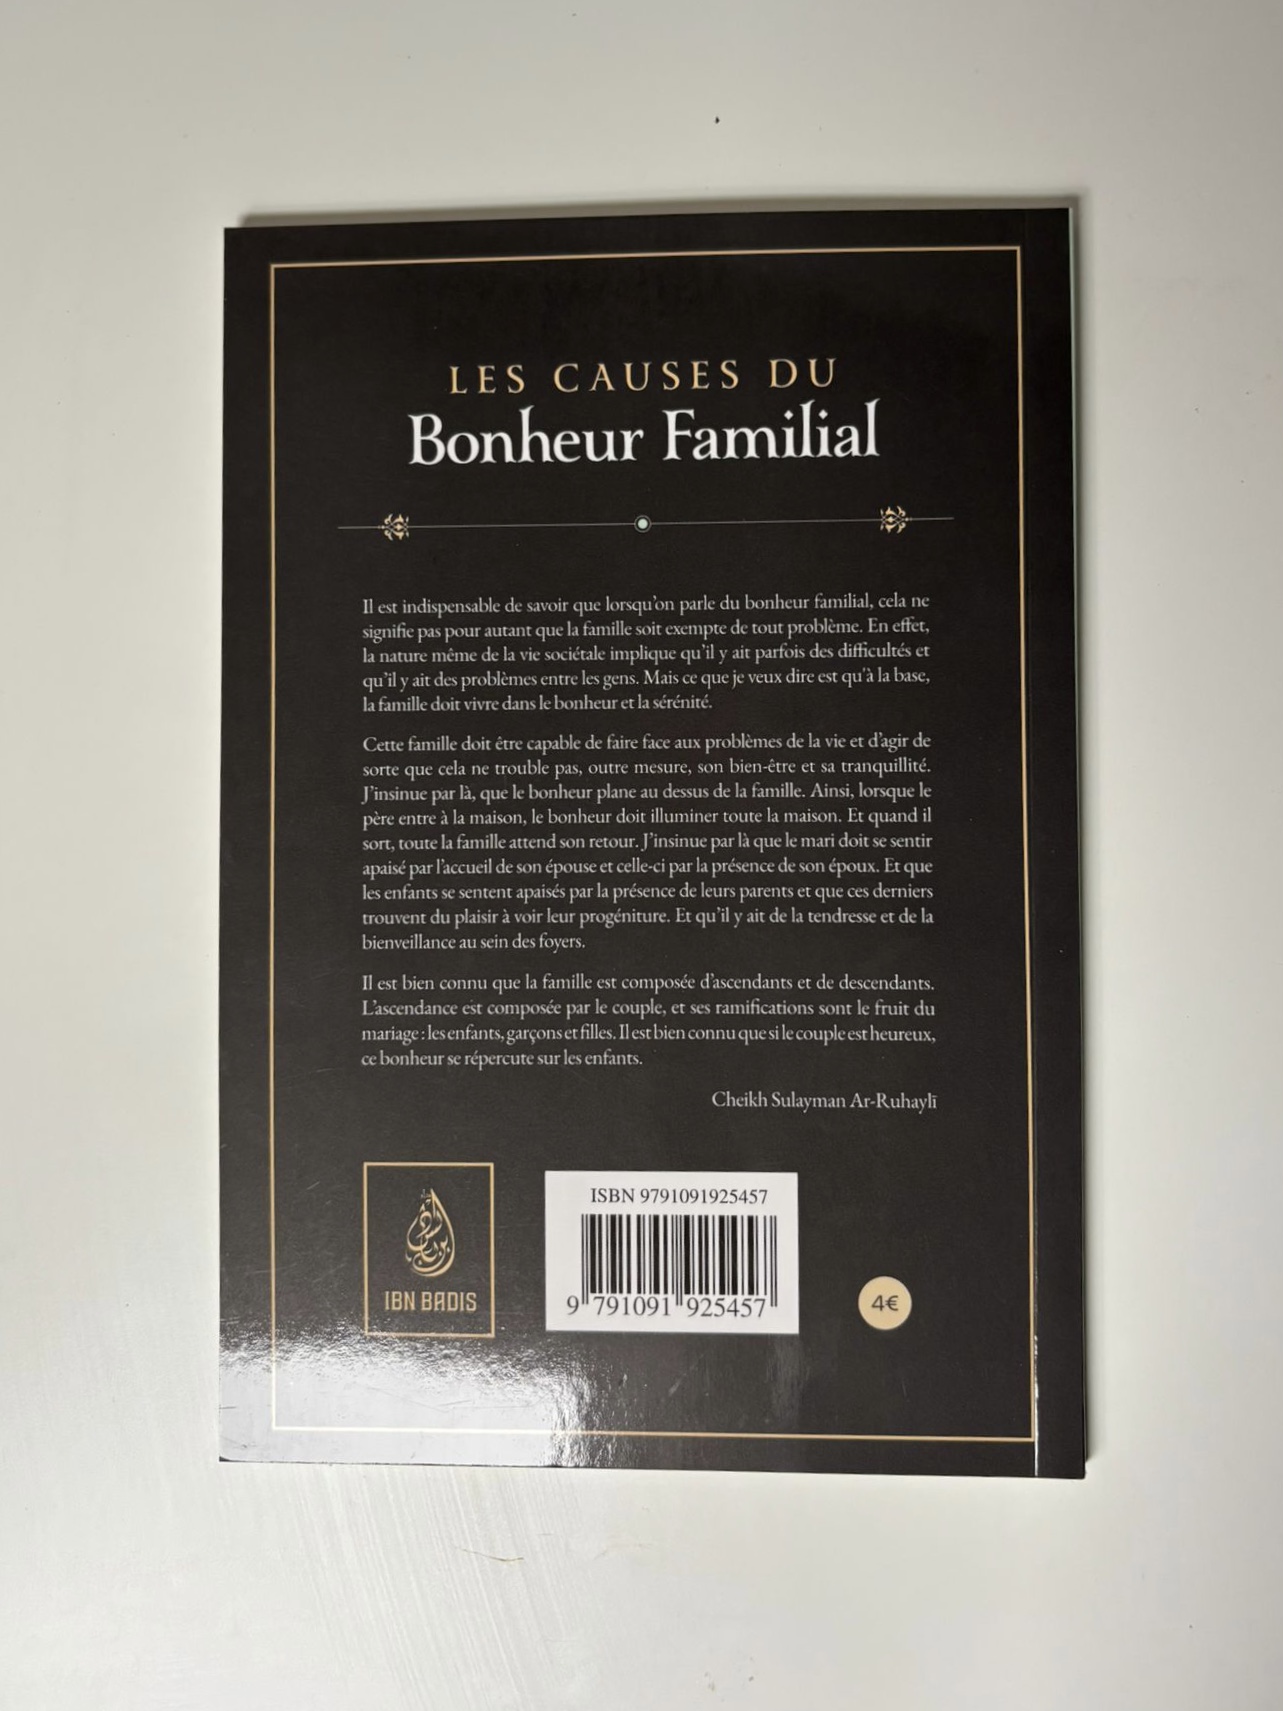 LES CAUSES DU
Bonheur Familial
Il est indispensable de savoir que lorsqu'on parle du bonheur familial, cela ne
signifie pas pour autant que la famille soit exempte de tout problème. En effet,
la nature même de la vie sociétale implique qu'il y ait parfois des difficultés et
qu'il y ait des problèmes entre les gens. Mais ce que je veux dire est qu'à la base,
la famille doit vivre dans le bonheur et la sérénité.
Cette famille doit être capable de faire face aux problèmes de la vie et d'agir de
sorte que cela ne trouble pas, outre mesure, son bien-être et sa tranquillité.
J'insinue par là, que le bonheur plane au dessus de la famille. Ainsi, lorsque le
père entre à la maison, le bonheur doit illuminer toute la maison. Et quand il
sort, toute la famille attend son retour. J'insinue par là que le mari doit se sentir
apaisé par l'accueil de son épouse et celle-ci par la présence de son époux. Et que
les enfants se sentent apaisés par la présence de leurs parents et que ces derniers
trouvent du plaisir à voir leur progéniture. Et qu'il y ait de la tendresse et de la
bienveillance au sein des foyers.
Il est bien connu que la famille est composée d'ascendants et de descendants.
L'ascendance est composée par le couple, et ses ramifications sont le fruit du
mariage : les enfants, garçons et filles. Il est bien connu que si le couple est heureux,
ce bonheur se répercute sur les enfants.
Cheikh Sulayman Ar-Ruhaylī
ابن باديس
IBN BADIS
ISBN 9791091925457
9 791091 925457
4€